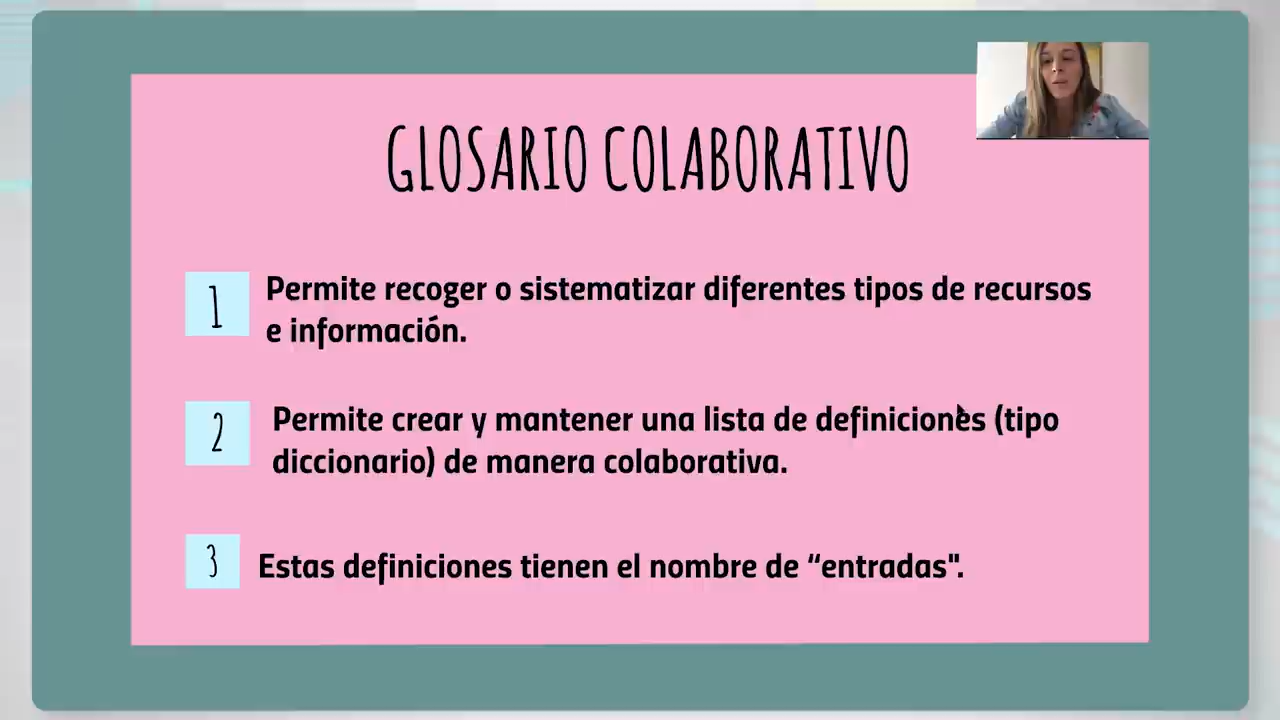 GLOSARIO COLABORATIVO
1
Permite recoger o sistematizar diferentes tipos de recursos
e información.
2
Permite crear y mantener una lista de definiciones (tipo
diccionario) de manera colaborativa.
3
Estas definiciones tienen el nombre de “entradas".